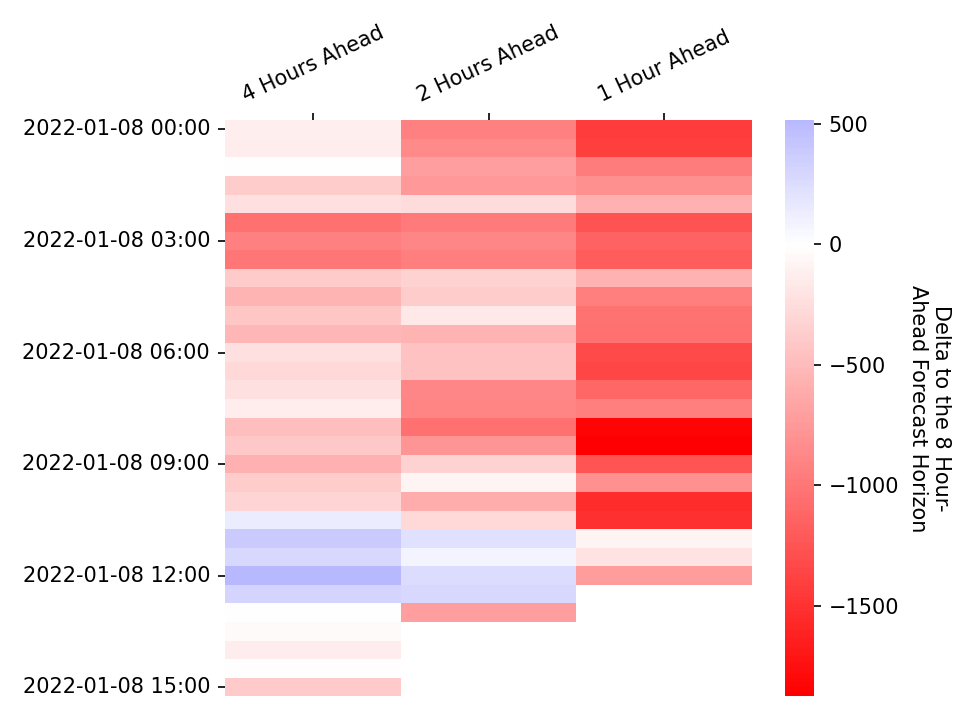 4 Hours Ahead
2 Hours Ahead
1 Hour Ahead
2022-01-08 00:00
2022-01-08 03:00
2022-01-08 06:00
2022-01-08 09:00
2022-01-08 12:00
2022-01-08 15:00
500
0
−500
−1000
−1500
Delta to the 8 Hour-
Ahead Forecast Horizon